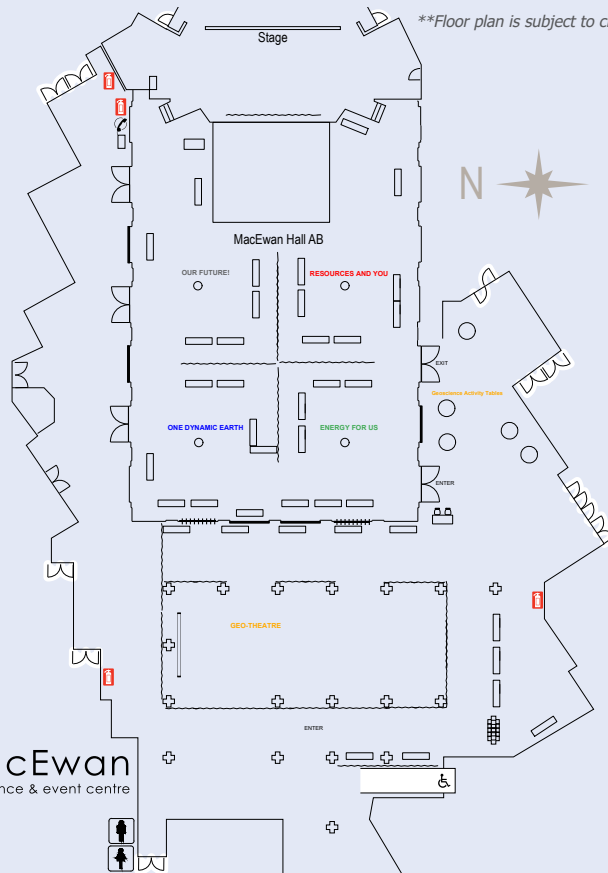 **Floor plan is subject to
Stage
N
MacEwan Hall AB
OUR FUTURE!
RESOURCES AND YOU
EXIT
Geoscience Activity Tables
ONE DYNAMIC EARTH
ENERGY FOR US
ENTER
GEO-THEATRE
ENTER
cEwan
nce & event centre